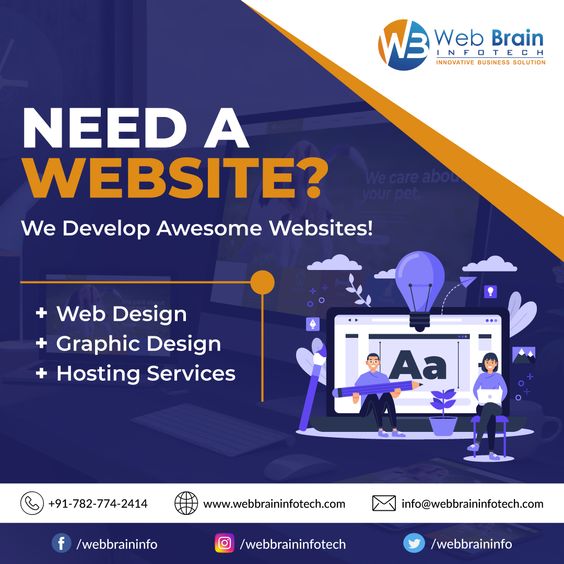 WB Web Brain
INFOTECH
INNOVATIVE BUSINESS SOLUTION
NEED A
WEBSITE?
We care about
your pet.
We Develop Awesome Websites!
+ Web Design
+ Graphic Design
+ Hosting Services
Aa
+91-782-774-2414
www.webbraininfotech.com
info@webbraininfotech.com
/webbraininfo
/webbraininfotech
/webbraininfo